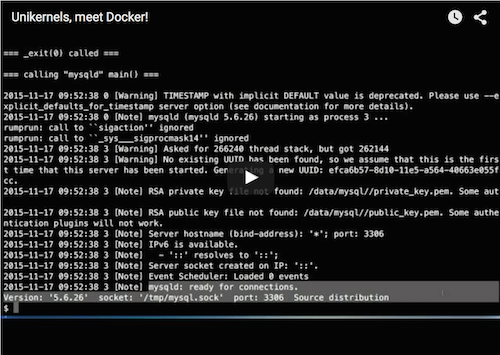 Unikernels, meet Docker!
=== _exit(0) called ===
=== calling "mysqld" main() ===
2015-11-17 09:52:38 0 [Warning] TIMESTAMP with implicit DEFAULT value is deprecated. Please use --e
xplicit_defaults_for_timestamp server option (see documentation for more details).
2015-11-17 09:52:38 0 [Note] mysqld (mysqld 5.6.26) starting as process 3 ...
rumprun: call to ``sigaction'' ignored
rumprun: call to ``_sys___sigprocmask14'' ignored
2015-11-17 09:52:38 3 [Warning] Asked for 266240 thread stack, but got 262144
2015-11-17 09:52:38 3 [Warning] No existing UUID has been found, so we assume that this is the firs
t time that this server has been started. Generating a new UUID: efca6b57-8d10-11e5-a564-40663e055f
cc.
2015-11-17 09:52:38 3 [Note] RSA private key file not found: /data/mysql//private_key.pem. Some aut
2015-11-17 09:52:38 3 [Note] RSA public key file not found: /data/mysql//public_key.pem. Some authe
ntication plugins will not work.
2015-11-17 09:52:38 3 [Note] Server hostname (bind-address): '*'; port: 3306
2015-11-17 09:52:38 3 [Note] IPv6 is available.
2015-11-17 09:52:38 3 [Note]   - '::' resolves to '::';
2015-11-17 09:52:38 3 [Note] Server socket created on IP: '::'.
2015-11-17 09:52:38 3 [Note] Event Scheduler: Loaded 0 events
2015-11-17 09:52:38 3 [Note] mysqld: ready for connections.
Version: '5.6.26'  socket: '/tmp/mysql.sock'  port: 3306  Source distribution
$